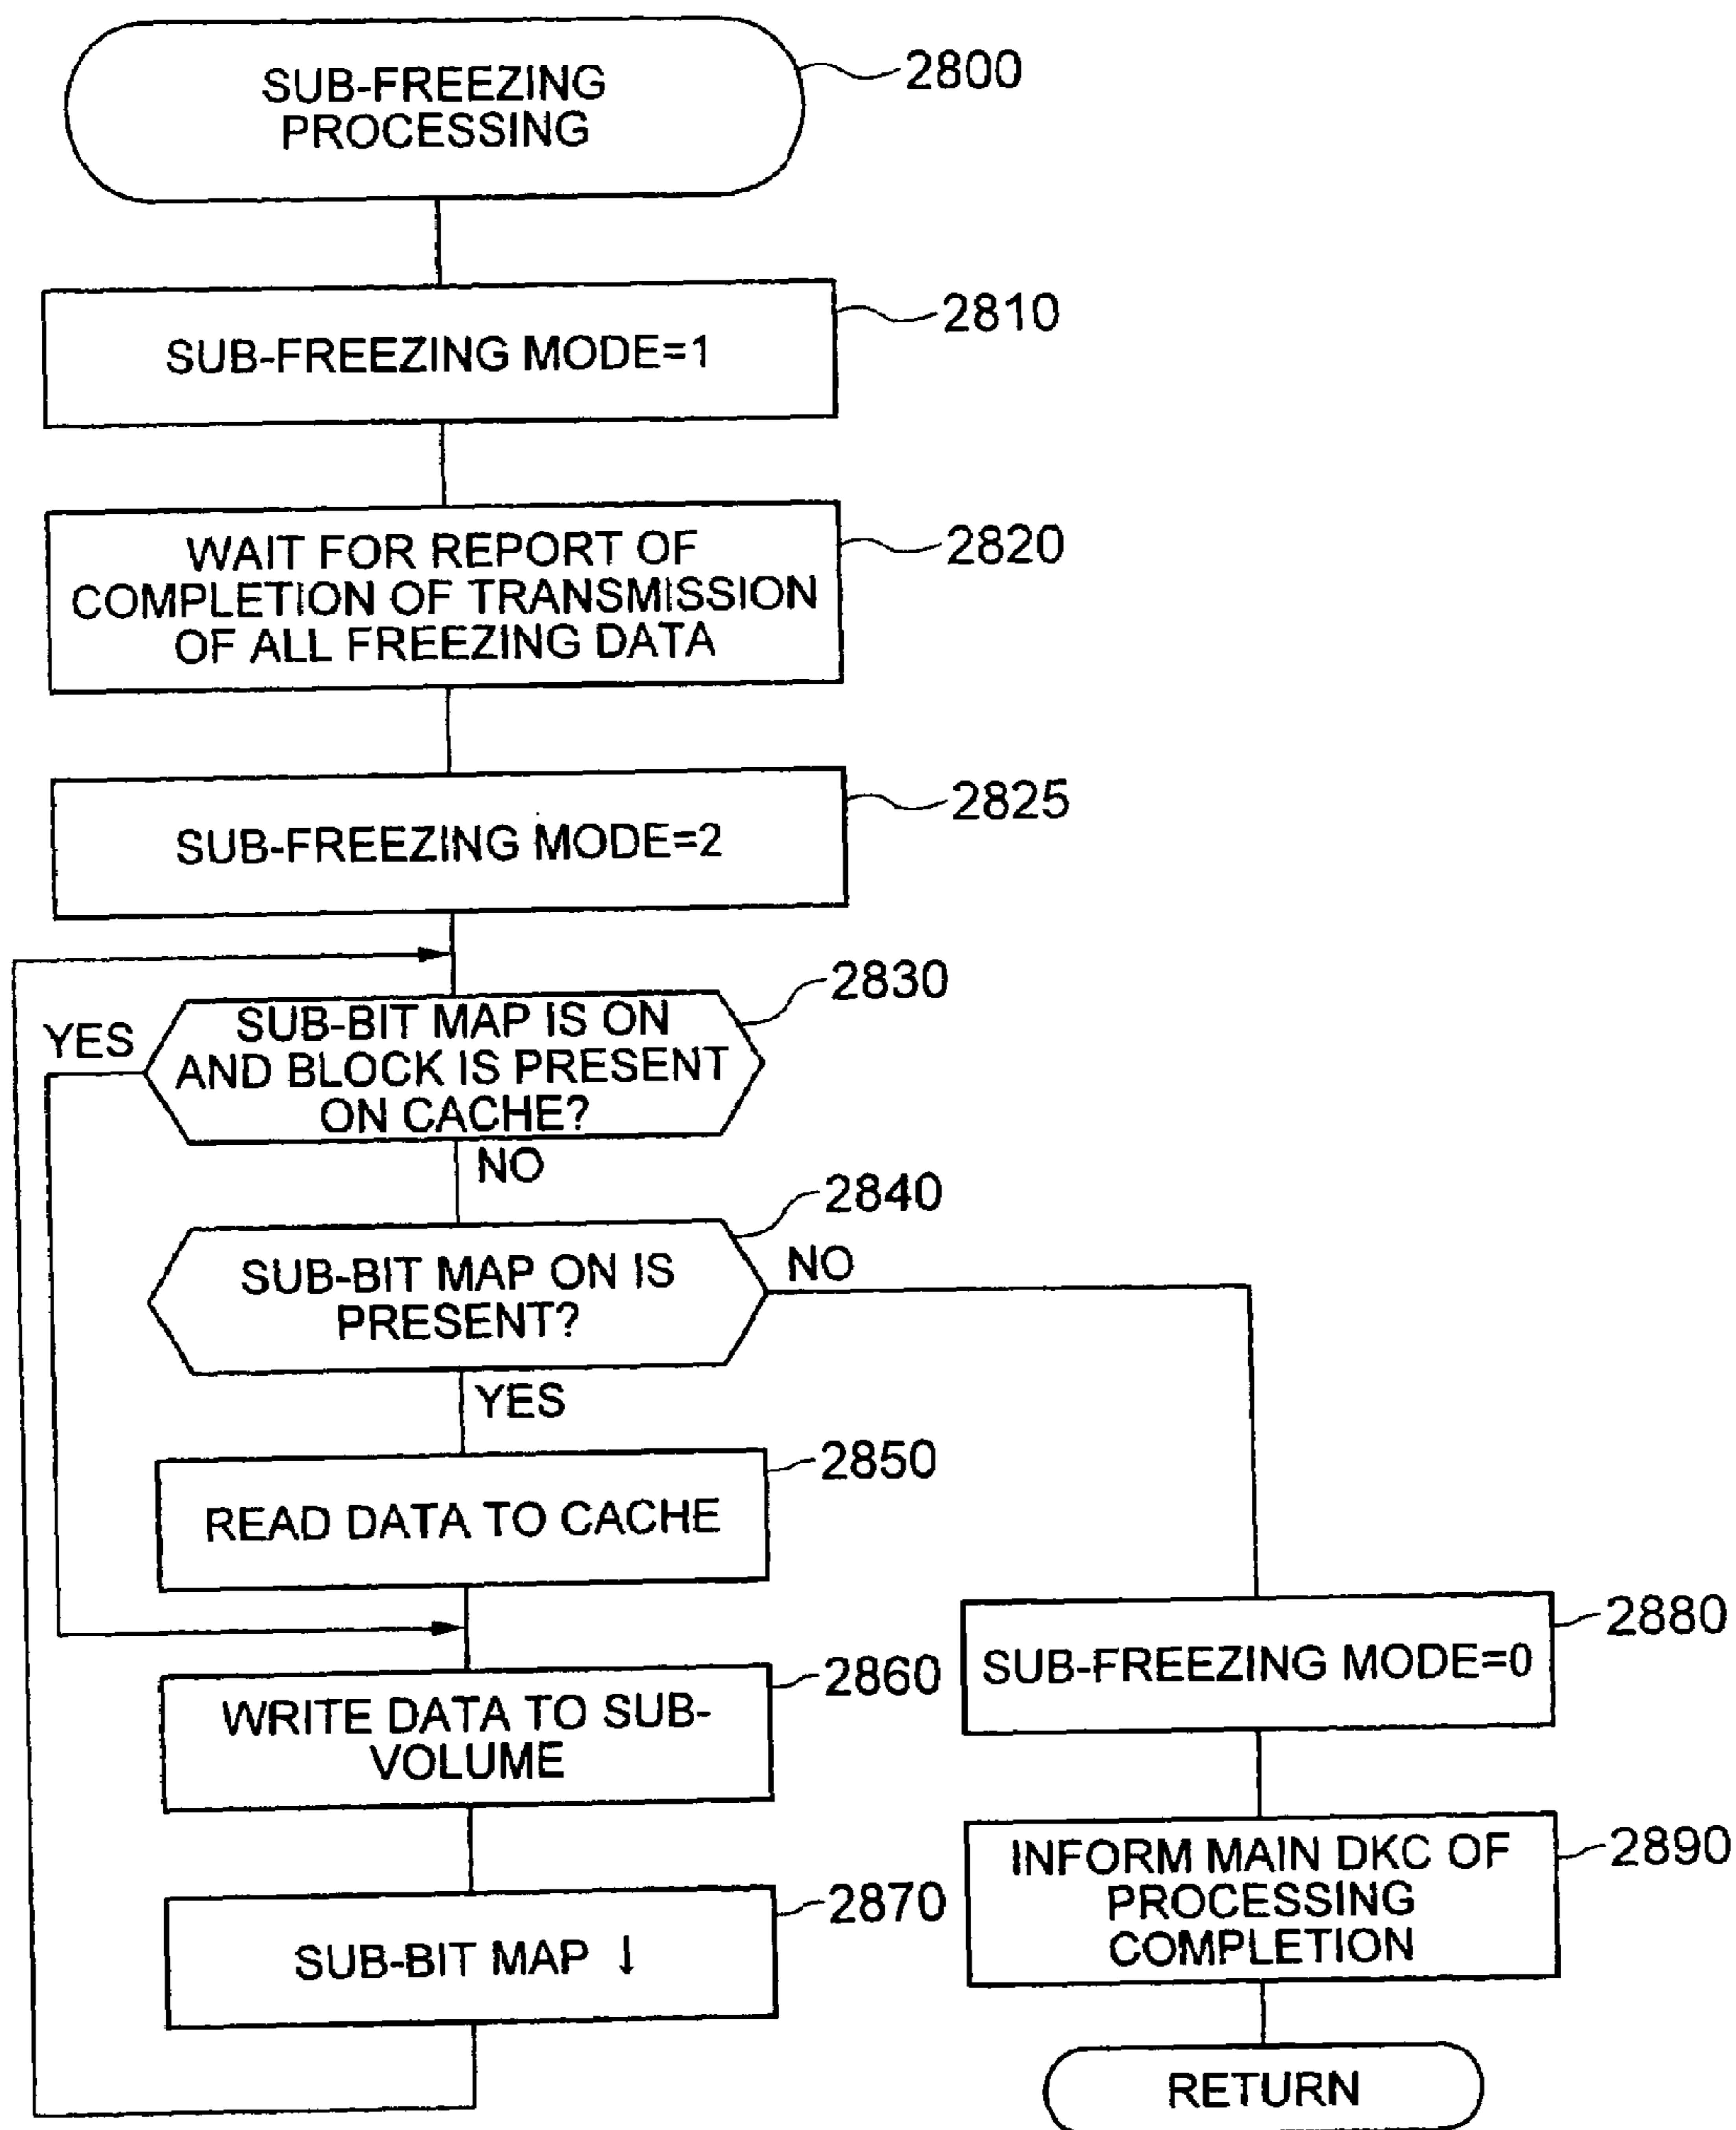 SUB-FREEZING
PROCESSING
2800
SUB-FREEZING MODE=1
2810
WAIT FOR REPORT OF
COMPLETION OF TRANSMISSION
OF ALL FREEZING DATA
2820
SUB-FREEZING MODE=2
2825
SUB-BIT MAP IS ON
AND BLOCK IS PRESENT
ON CACHE?
2830
YES
NO
SUB-BIT MAP ON IS
PRESENT?
2840
NO
YES
READ DATA TO CACHE
2850
WRITE DATA TO SUB-
VOLUME
2860
SUB-BIT MAP ↓
2870
SUB-FREEZING MODE=0
2880
INFORM MAIN DKC OF
PROCESSING
COMPLETION
2890
RETURN